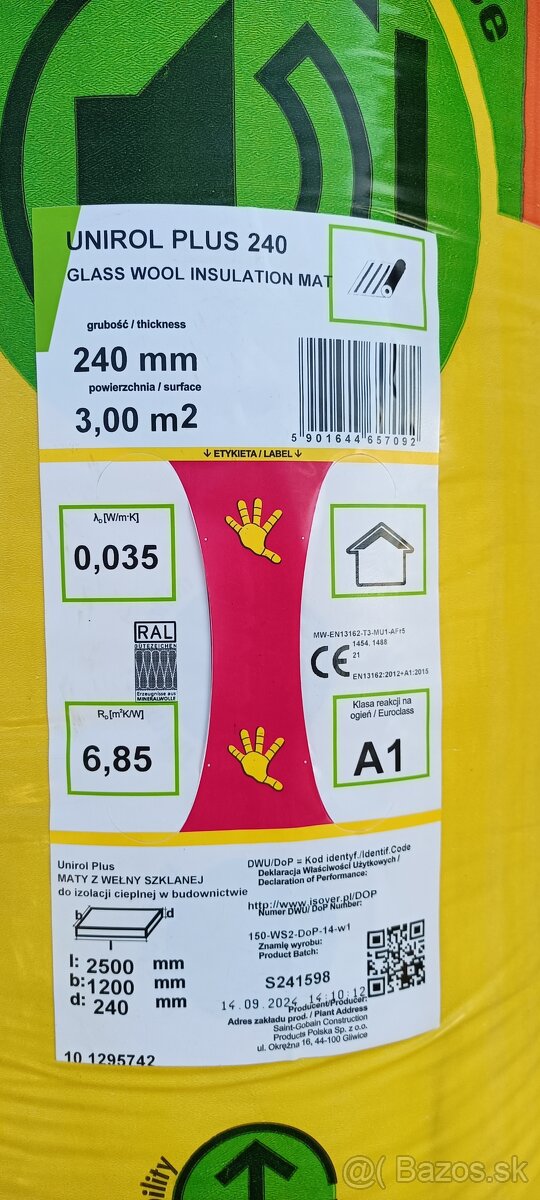 UNIROL PLUS 240
GLASS WOOL INSULATION MAT
grubość / thickness
240 mm
powierzchnia / surface
3,00 m2
5 901644 657092
↓ ETYKIETA / LABEL ↓
λD [W/m·K]
0,035
RAL
GÜTEZEICHEN
Erzeugnisse aus
MINERALWOLLE
MW-EN13162-T3-MU1-AFr5
1454, 1488
CE 21
EN13162:2012+A1:2015
RD [m²K/W]
6,85
Klasa reakcji na
ogień / Euroclass
A1
Unirol Plus
MATY Z WEŁNY SZKLANEJ
do izolacji cieplnej w budownictwie
b
d
l
l: 2500 mm
b: 1200 mm
d: 240 mm
10 1295742
DWU/DoP = Kod identyf./Identif.Code
Deklaracja Właściwości Użytkowych /
Declaration of Performance:
http://www.isover.pl/DOP
Numer DWU/ DoP Number:
150-WS2-DoP-14-w1
Znamię wyrobu:
Product Batch:
S241598
14.09.2024 14:10:12
Producent/Producer:
Adres zakładu prod. / Plant Address
Saint-Gobain Construction
Products Polska Sp. z o.o.
ul. Okrężna 16, 44-100 Gliwice
bility
@ Bazos.sk